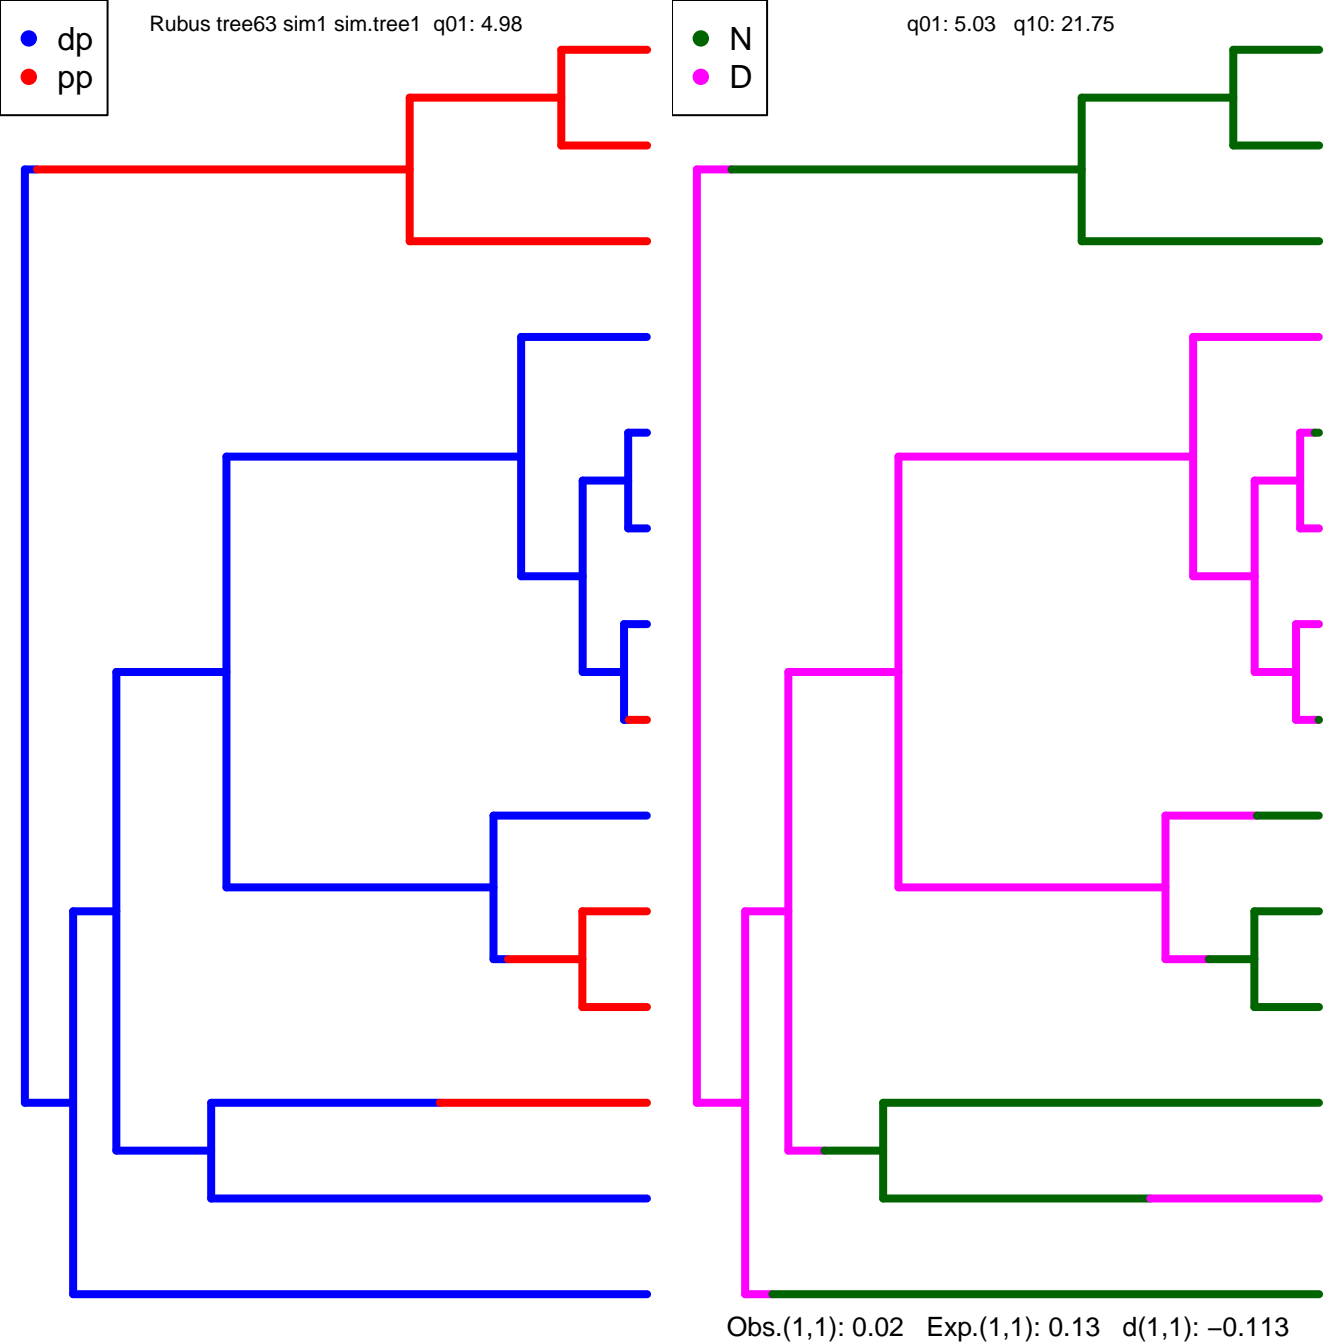 dp
pp
Rubus tree63 sim1 sim.tree1  q01: 4.98
N
D
q01: 5.03   q10: 21.75
Obs.(1,1): 0.02   Exp.(1,1): 0.13   d(1,1): −0.113